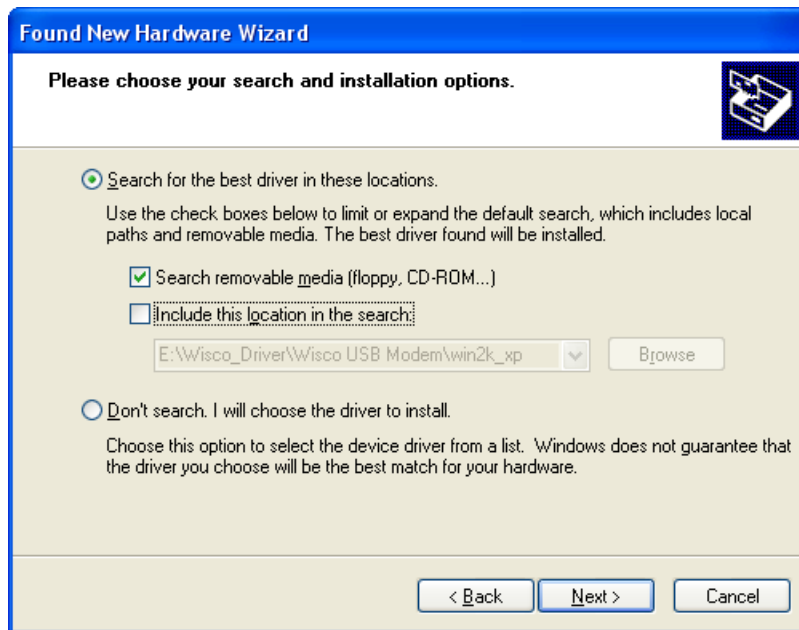 Found New Hardware Wizard
Please choose your search and installation options.
Search for the best driver in these locations.
Use the check boxes below to limit or expand the default search, which includes local
paths and removable media. The best driver found will be installed.
Search removable media (floppy, CD-ROM...)
Include this location in the search:
E:\Wisco_Driver\Wisco USB Modem\win2k_xp
Browse
Don't search. I will choose the driver to install.
Choose this option to select the device driver from a list. Windows does not guarantee that
the driver you choose will be the best match for your hardware.
< Back
Next >
Cancel